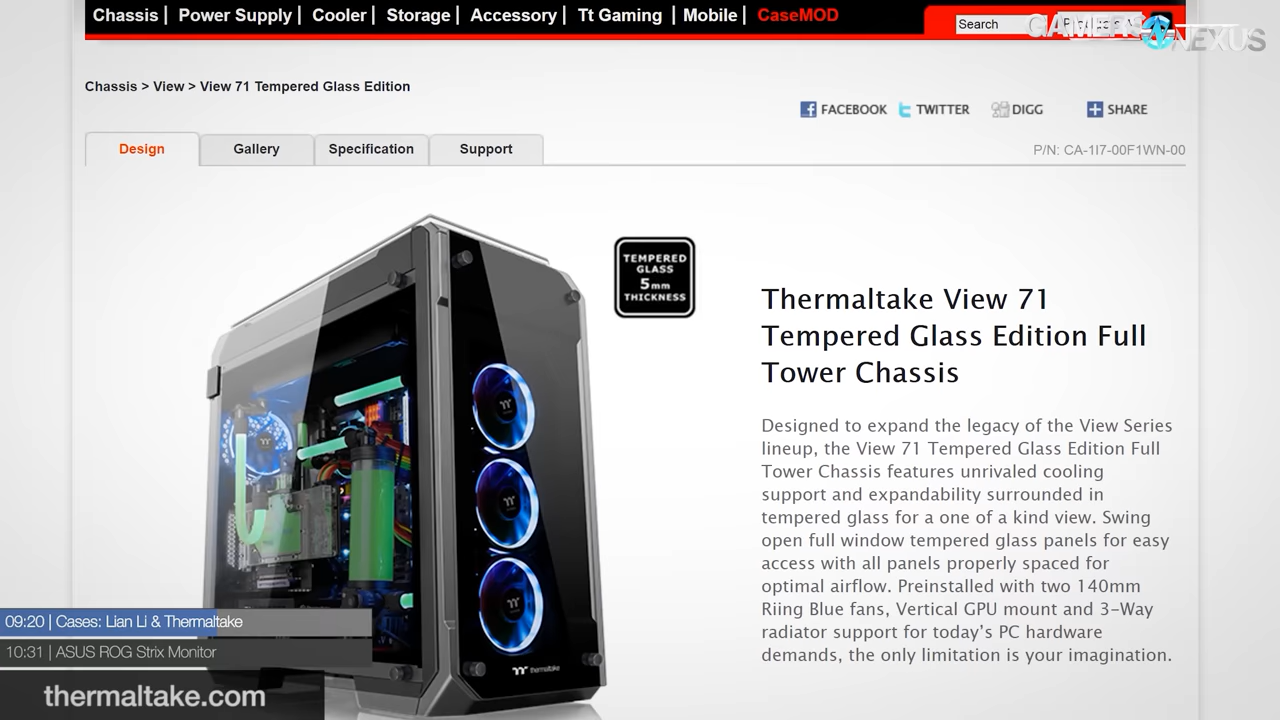 Chassis | Power Supply | Cooler | Storage | Accessory | Tt Gaming | Mobile | CaseMOD
Search
GAMERS NEXUS
Chassis > View > View 71 Tempered Glass Edition
FACEBOOK TWITTER DIGG SHARE
Design Gallery Specification Support
P/N: CA-1I7-00F1WN-00
TEMPERED
GLASS
5mm
THICKNESS
Thermaltake View 71
Tempered Glass Edition Full
Tower Chassis
Designed to expand the legacy of the View Series
lineup, the View 71 Tempered Glass Edition Full
Tower Chassis features unrivaled cooling
support and expandability surrounded in
tempered glass for a one of a kind view. Swing
open full window tempered glass panels for easy
access with all panels properly spaced for
optimal airflow. Preinstalled with two 140mm
Riing Blue fans, Vertical GPU mount and 3-Way
radiator support for today’s PC hardware
demands, the only limitation is your imagination.
thermaltake
09:20 | Cases: Lian Li & Thermaltake
10:31 | ASUS ROG Strix Monitor
thermaltake.com